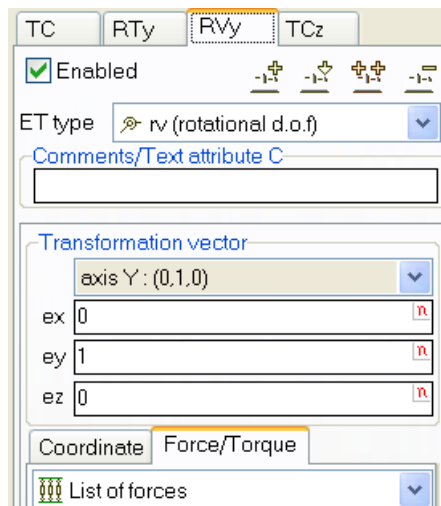 TC RTy RVy TCz
Enabled
ET type rv (rotational d.o.f)
Comments/Text attribute C
Transformation vector
axis Y : (0,1,0)
ex 0 n
ey 1 n
ez 0 n
Coordinate Force/Torque
List of forces